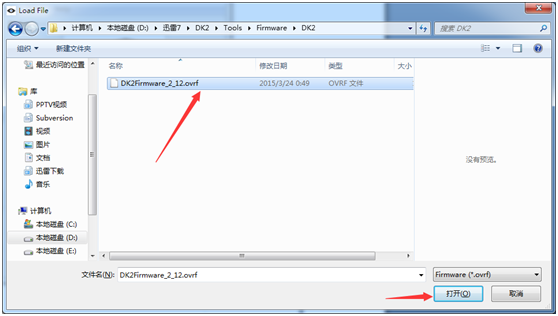 Load File
计算机 ▸ 本地磁盘 (D:) ▸ 迅雷7 ▸ DK2 ▸ Tools ▸ Firmware ▸ DK2
搜索 DK2
组织 ▼ 新建文件夹
最近访问的位置
库
PPTV视频
Subversion
视频
图片
文档
迅雷下载
音乐
计算机
本地磁盘 (C:)
本地磁盘 (D:)
本地磁盘 (E:)
名称 修改日期 类型 大小
DK2Firmware_2_12.ovrf 2015/3/24 0:49 OVRF 文件
没有预览。
文件名(N): DK2Firmware_2_12.ovrf
Firmware (*.ovrf)
打开(O) 取消